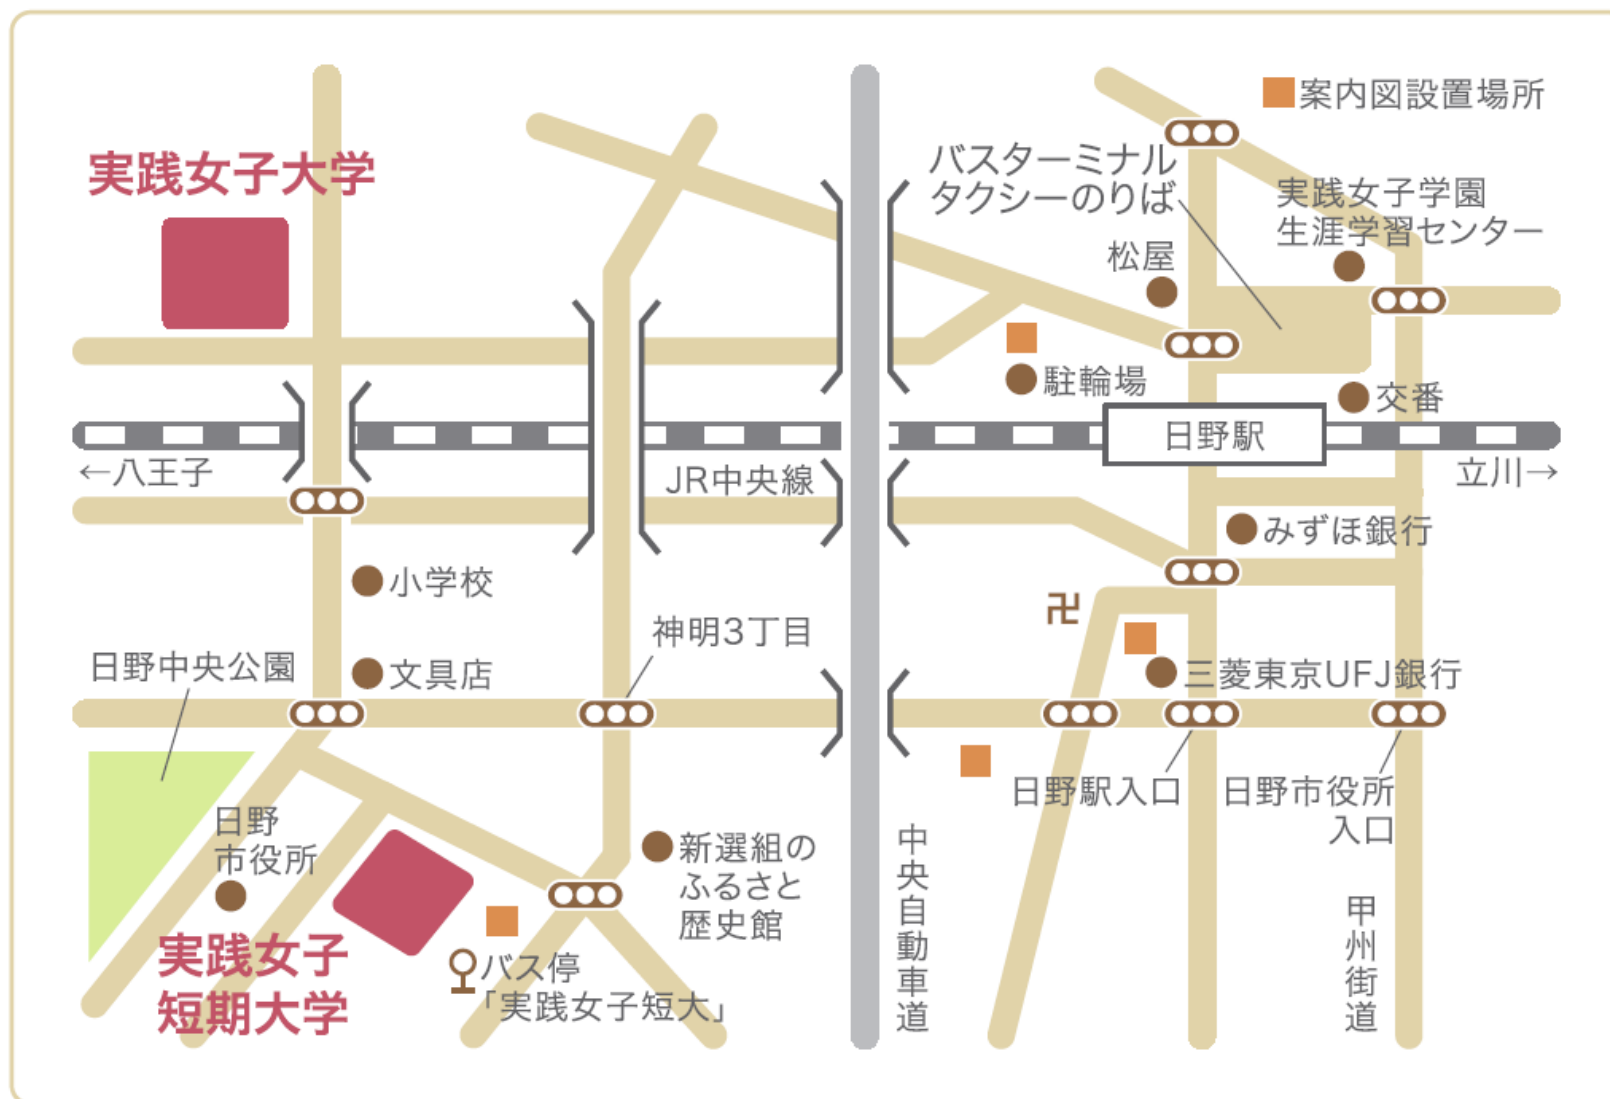 案内図設置場所
実践女子大学
バスターミナル
タクシーのりば
実践女子学園
生涯学習センター
松屋
駐輪場
交番
日野駅
←八王子
JR中央線
立川→
みずほ銀行
小学校
卍
神明3丁目
日野中央公園
文具店
三菱東京UFJ銀行
日野駅入口
日野市役所
入口
日野
市役所
新選組の
ふるさと
歴史館
中央自動車道
甲州街道
実践女子
短期大学
バス停
「実践女子短大」